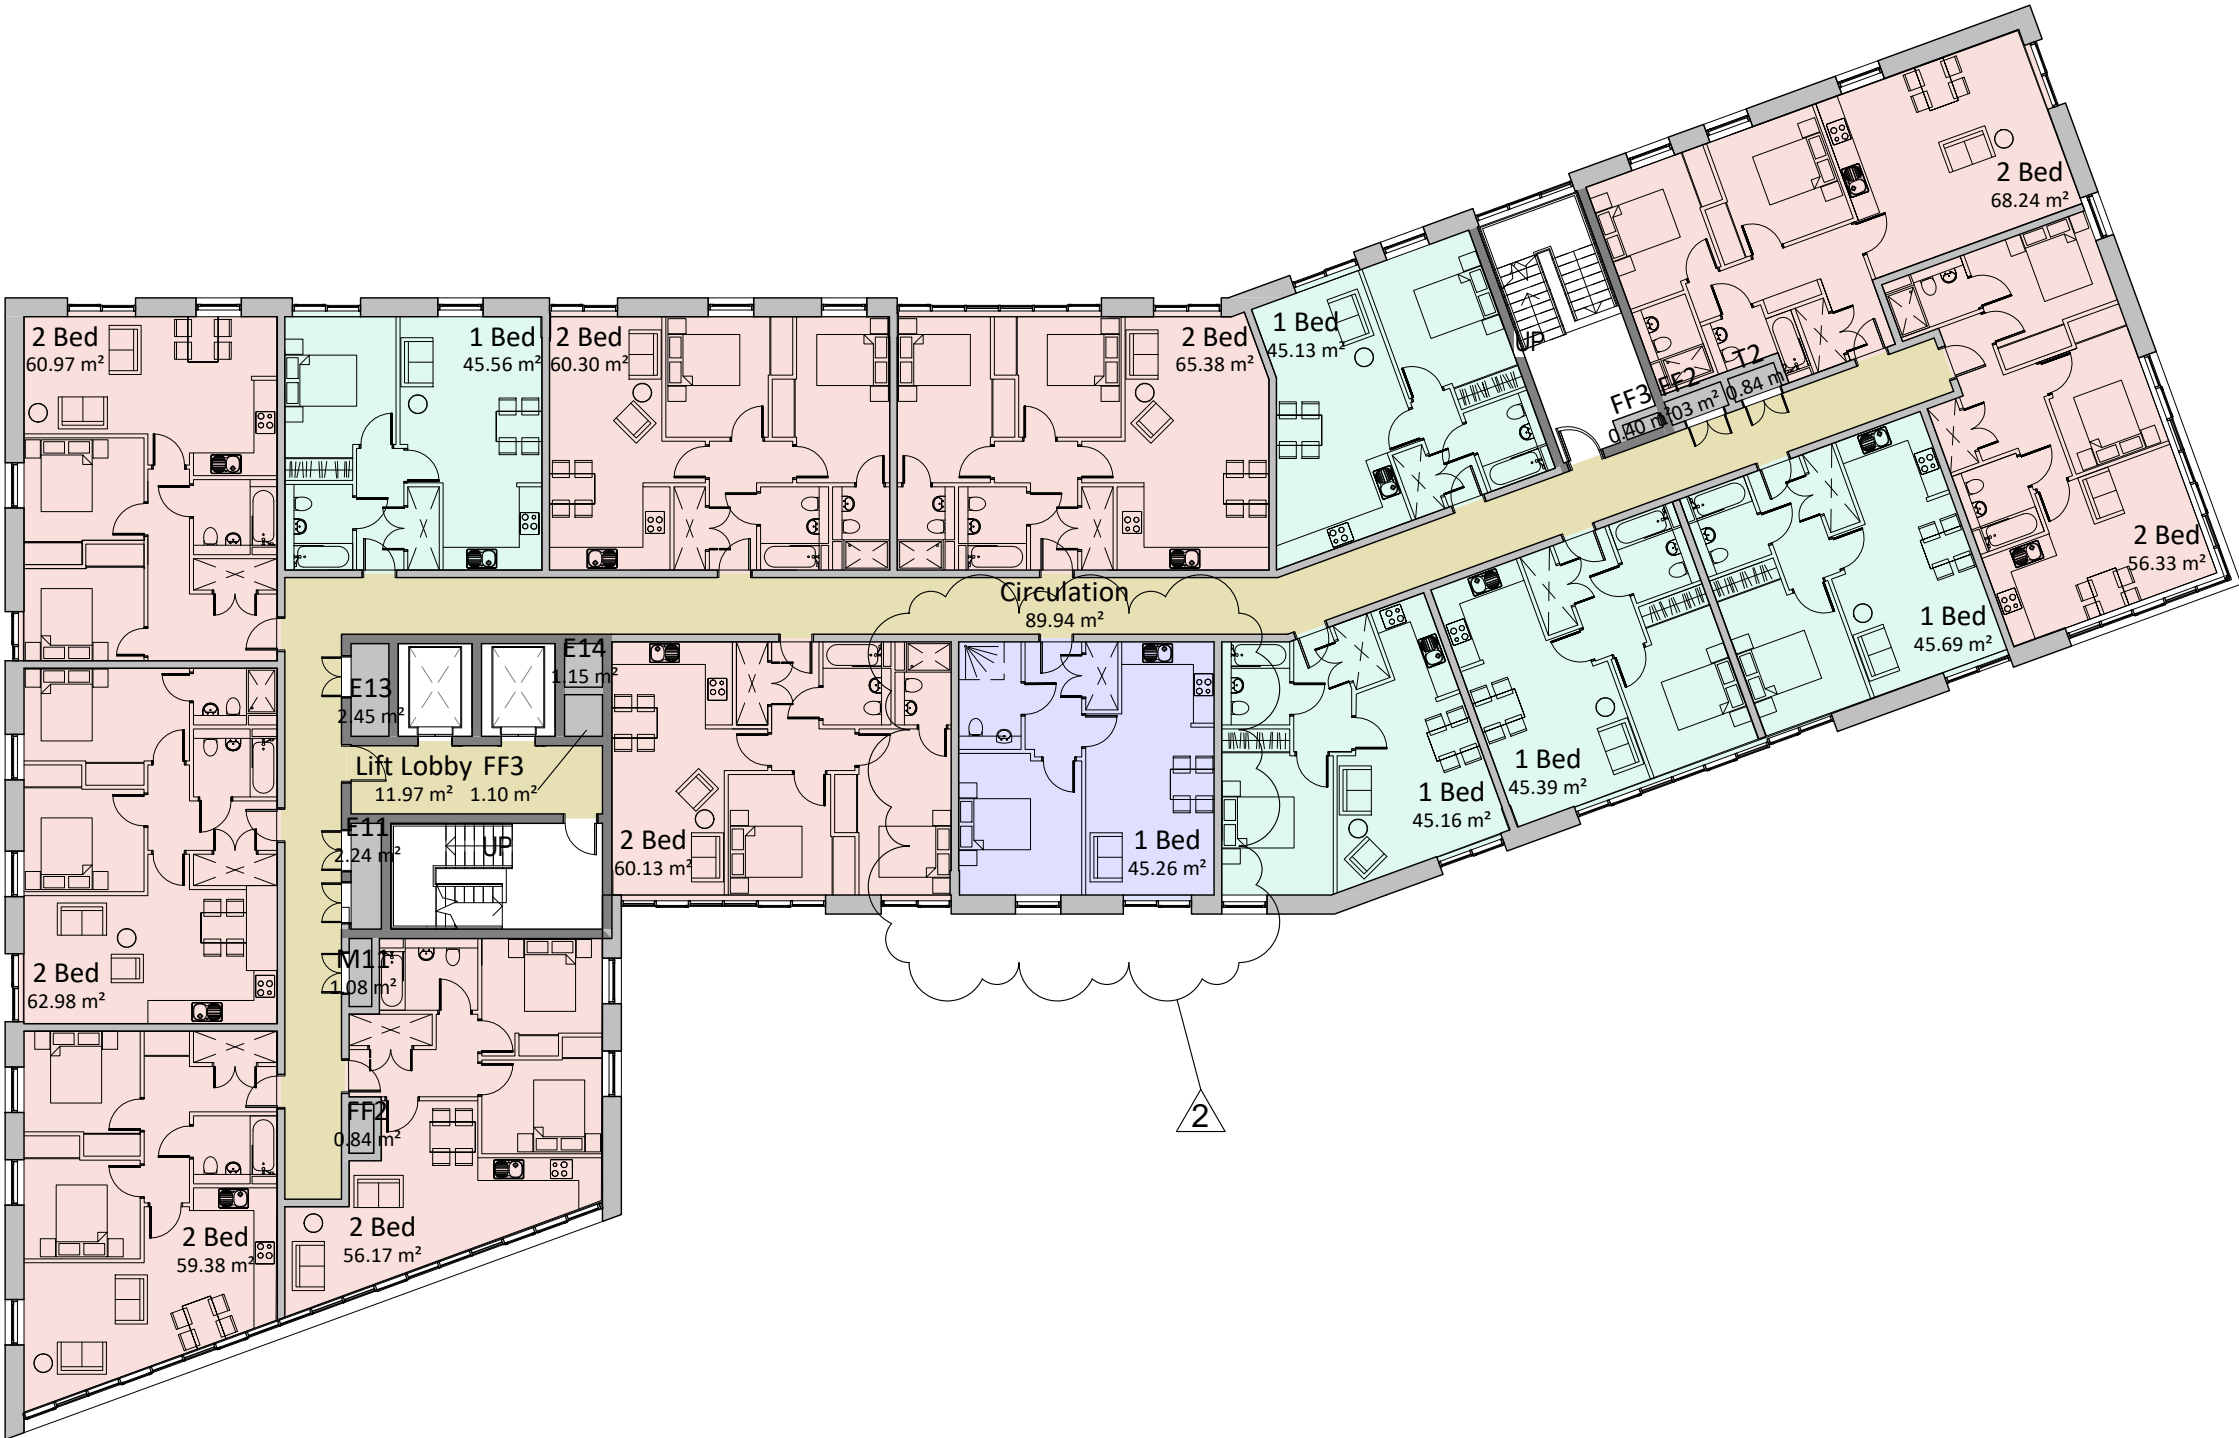 2 Bed
68.24 m²
2 Bed
60.97 m²
1 Bed
45.56 m²
2 Bed
60.30 m²
2 Bed
65.38 m²
1 Bed
45.13 m²
UP
T2
0.84 m
FF2
03 m²
FF3
0.40 m²
2 Bed
56.33 m²
Circulation
89.94 m²
1 Bed
45.69 m²
E14
1.15 m²
E13
2.45 m²
Lift Lobby
11.97 m²
FF3
1.10 m²
1 Bed
45.39 m²
1 Bed
45.16 m²
E11
2.24 m²
UP
2 Bed
60.13 m²
1 Bed
45.26 m²
2 Bed
62.98 m²
M11
1.08 m²
FF2
0.84 m²
2
2 Bed
59.38 m²
2 Bed
56.17 m²